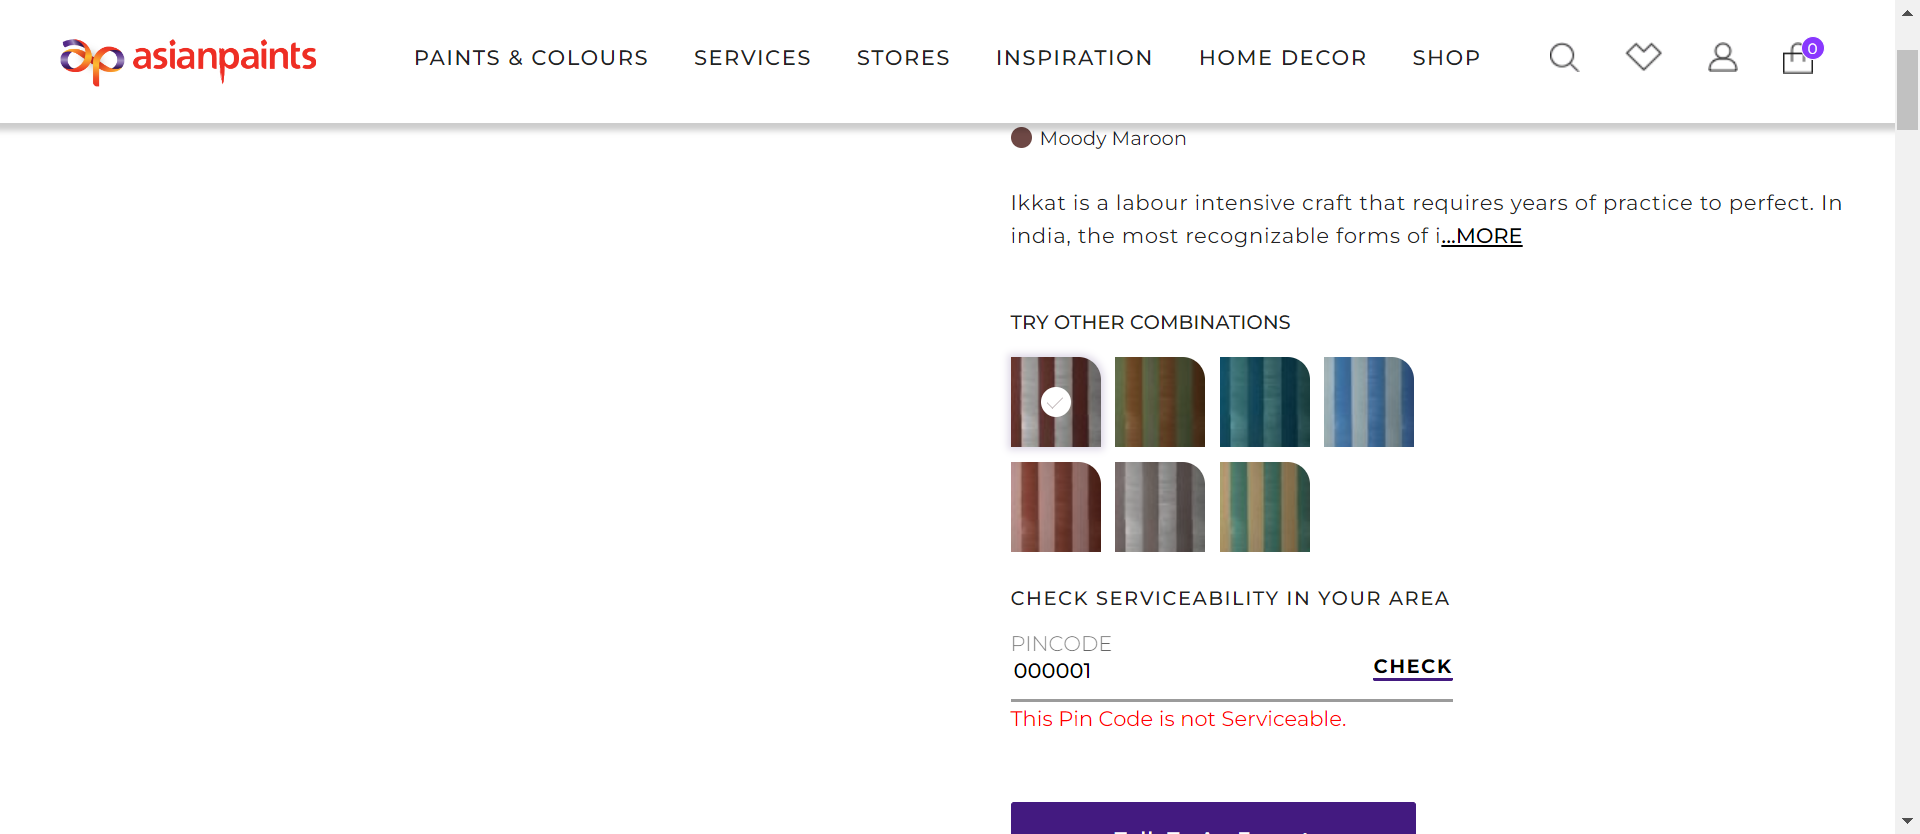 asianpaints
PAINTS & COLOURS SERVICES STORES INSPIRATION HOME DECOR SHOP
0
Moody Maroon
Ikkat is a labour intensive craft that requires years of practice to perfect. In
india, the most recognizable forms of i...MORE
TRY OTHER COMBINATIONS
CHECK SERVICEABILITY IN YOUR AREA
PINCODE
000001
CHECK
This Pin Code is not Serviceable.